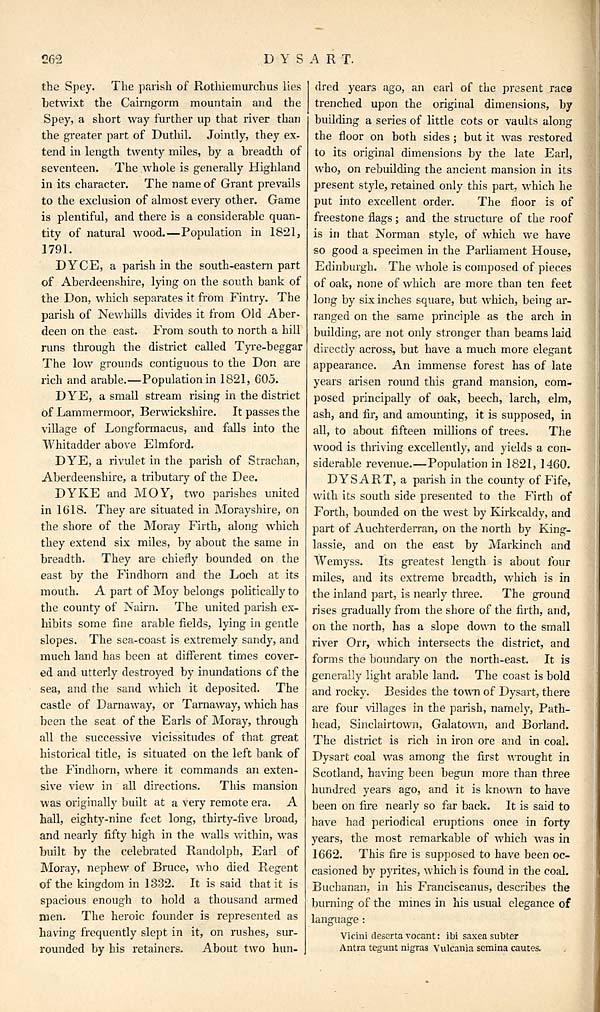 262
DYSART.
the Spey. The parish of Rothiemurchus lies
betwixt the Cairngorm mountain and the
Spey, a short way further up that river than
the greater part of Duthil. Jointly, they ex-
tend in length twenty miles, by a breadth of
seventeen. The whole is generally Highland
in its character. The name of Grant prevails
to the exclusion of almost every other. Game
is plentiful, and there is a considerable quan-
tity of natural wood.—Population in 1821,
1791.
DYCE, a parish in the south-eastern part
of Aberdeenshire, lying on the south bank of
the Don, which separates it from Fintry. The
parish of Newhills divides it from Old Aber-
deen on the east. From south to north a hill
runs through the district called Tyre-beggar
The low grounds contiguous to the Don are
rich and arable.—Population in 1821, 605.
DYE, a small stream rising in the district
of Lammermoor, Berwickshire. It passes the
village of Longformacus, and falls into the
Whitadder above Elmford.
DYE, a rivulet in the parish of Strachan,
Aberdeenshire, a tributary of the Dee.
DYKE and MOY, two parishes united
in 1618. They are situated in Morayshire, on
the shore of the Moray Firth, along which
they extend six miles, by about the same in
breadth. They are chiefly bounded on the
east by the Findhorn and the Loch at its
mouth. A part of Moy belongs politically to
the county of Nairn. The united parish ex-
hibits some fine arable fields, lying in gentle
slopes. The sea-coast is extremely sandy, and
much land has been at different times cover-
ed and utterly destroyed by inundations of the
sea, and the sand which it deposited. The
castle of Darnaway, or Tarnaway, which has
been the seat of the Earls of Moray, through
all the successive vicissitudes of that great
historical title, is situated on the left bank of
the Findhorn, where it commands an exten-
sive view in all directions. This mansion
was originally built at a very remote era. A
hall, eighty-nine feet long, thirty-five broad,
and nearly fifty high in the walls within, was
built by the celebrated Randolph, Earl of
Moray, nephew of Bruce, who died Regent
of the kingdom in 1332. It is said that it is
spacious enough to hold a thousand armed
men. The heroic founder is represented as
having frequently slept in it, on rushes, sur-
rounded by his retainers. About two hun-
dred years ago, an earl of the present race
trenched upon the original dimensions, by
building a series of little cots or vaults along
the floor on both sides; but it was restored
to its original dimensions by the late Earl,
who, on rebuilding the ancient mansion in its
present style, retained only this part, which he
put into excellent order. The floor is of
freestone flags; and the structure of the roof
is in that Norman style, of which we have
so good a specimen in the Parliament House,
Edinburgh. The whole is composed of pieces
of oak, none of which are more than ten feet
long by six inches square, but which, being ar-
ranged on the same principle as the arch in
building, are not only stronger than beams laid
directly across, but have a much more elegant
appearance. An immense forest has of late
years arisen round this grand mansion, com-
posed principally of oak, beech, larch, elm,
ash, and fir, and amounting, it is supposed, in
all, to about fifteen millions of trees. The
wood is thriving excellently, and yields a con-
siderable revenue.—Population in 1821, 1460.
DYSART, a parish in the county of Fife,
with its south side presented to the Firth of
Forth, bounded on the west by Kirkcaldy, and
part of Auchterderran, on the north by King-
lassie, and on the east by Markinch and
Wemyss. Its greatest length is about four
miles, and its extreme breadth, which is in
the inland part, is nearly three. The ground
rises gradually from the shore of the firth, and,
on the north, has a slope down to the small
river Orr, which intersects the district, and
forms the boundary on the north-east. It is
generally light arable land. The coast is bold
and rocky. Besides the town of Dysart, there
are four villages in the parish, namely, Path-
head, Sinclairtown, Galatown, and Borland.
The district is rich in iron ore and in coal.
Dysart coal was among the first wrought in
Scotland, having been begun more than three
hundred years ago, and it is known to have
been on fire nearly so far back. It is said to
have had periodical eruptions once in forty
years, the most remarkable of which was in
1662. This fire is supposed to have been oc-
casioned by pyrites, which is found in the coal.
Buchanan, in his Franciscanus, describes the
burning of the mines in his usual elegance of
language:
Vicini deserta vocant: ibi saxea subter
Antra tegunt nigras Vulcania semina cautes.